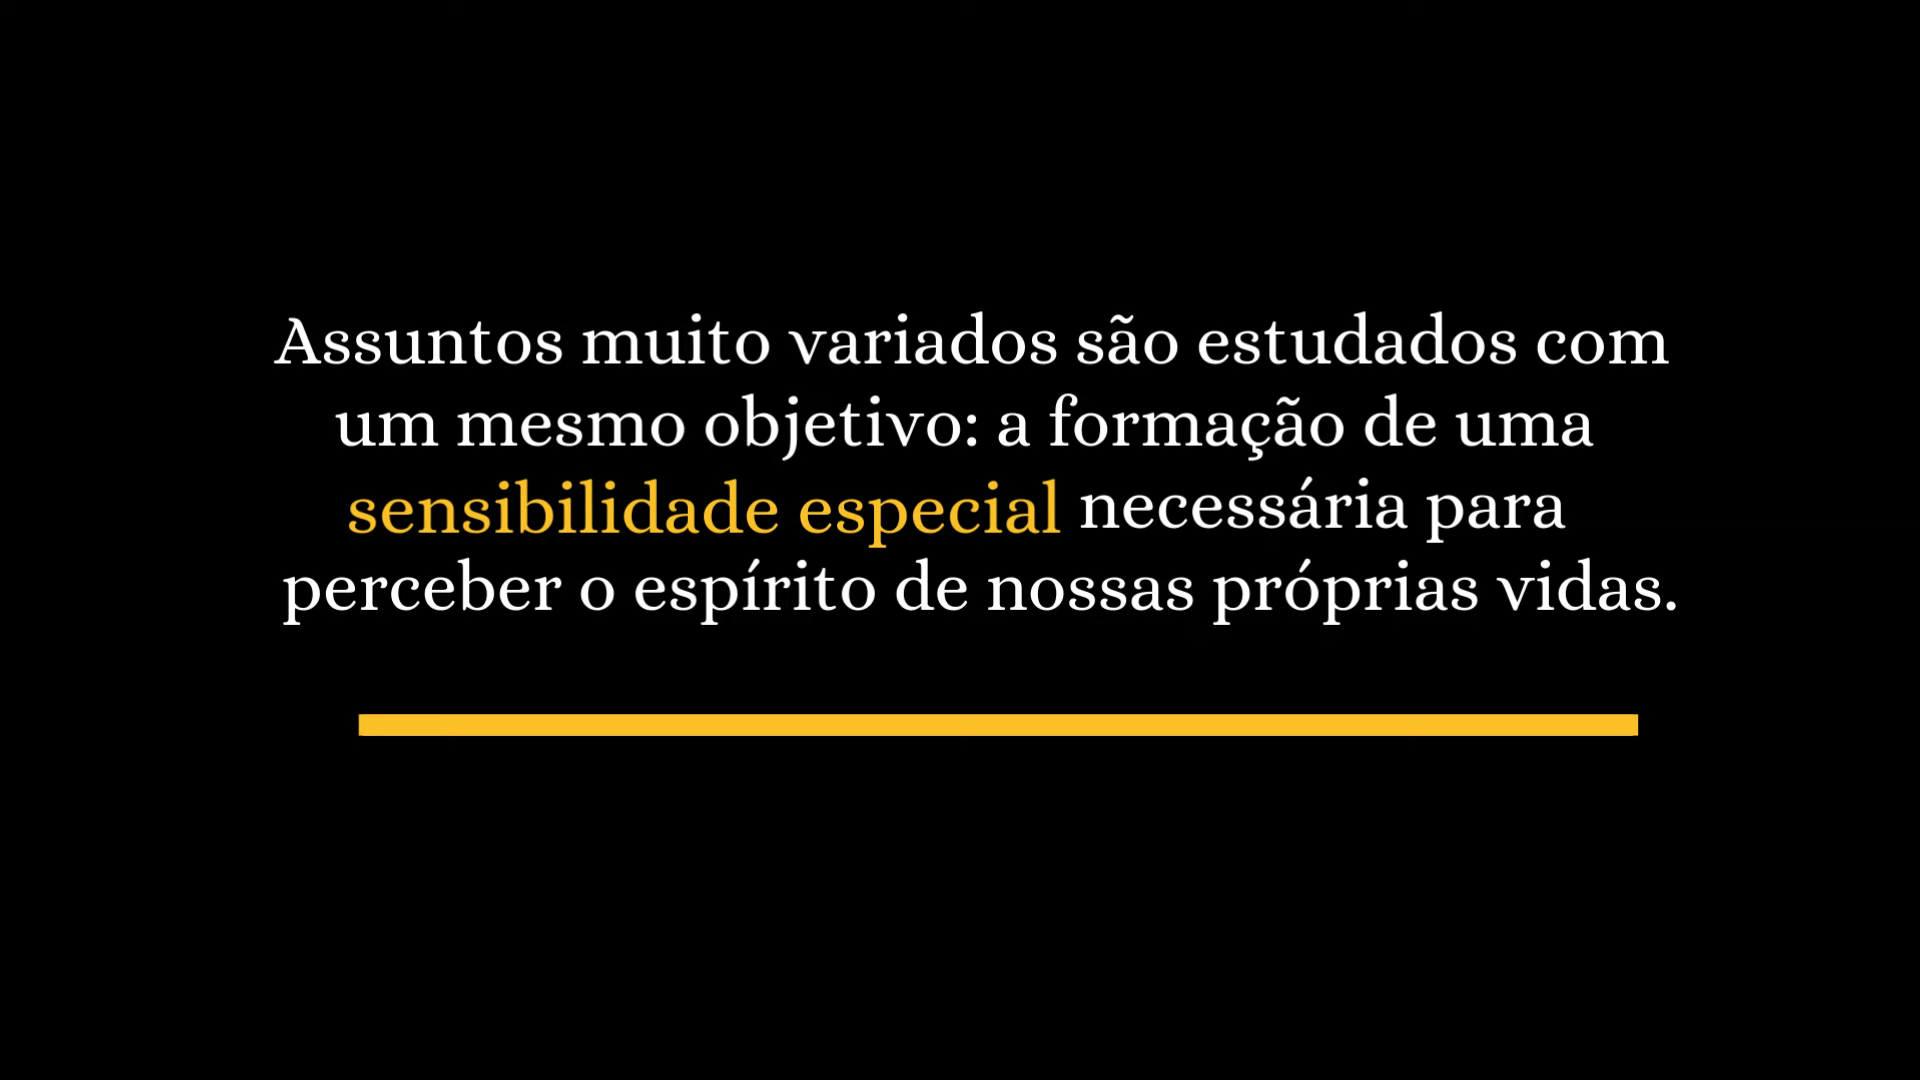 Assuntos muito variados são estudados com
um mesmo objetivo: a formação de uma
sensibilidade especial necessária para
perceber o espírito de nossas próprias vidas.